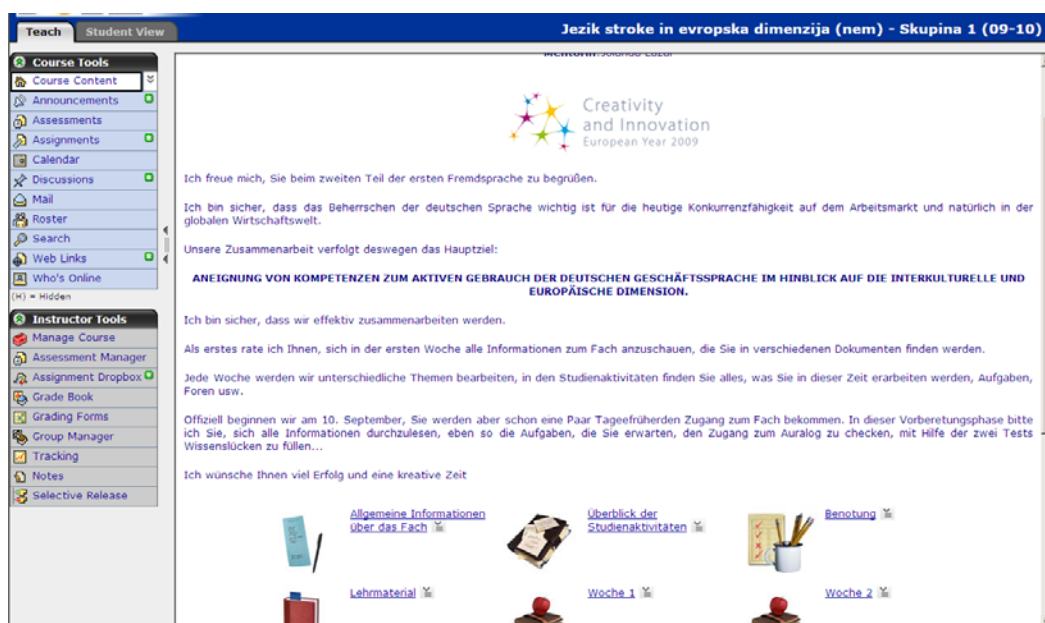 Teach Student View
Jezik stroke in evropska dimenzija (nem) - Skupina 1 (09-10)
Course Tools
Course Content
Announcements
Assessments
Assignments
Calendar
Discussions
Mail
Roster
Search
Web Links
Who's Online
(H) = Hidden
Instructor Tools
Manage Course
Assessment Manager
Assignment Dropbox
Grade Book
Grading Forms
Group Manager
Tracking
Notes
Selective Release
Creativity
and Innovation
European Year 2009
Ich freue mich, Sie beim zweiten Teil der ersten Fremdsprache zu begrüßen.
Ich bin sicher, dass das Beherrschen der deutschen Sprache wichtig ist für die heutige Konkurrenzfähigkeit auf dem Arbeitsmarkt und natürlich in der
globalen Wirtschaftswelt.
Unsere Zusammenarbeit verfolgt deswegen das Hauptziel:
ANEIGNUNG VON KOMPETENZEN ZUM AKTIVEN GEBRAUCH DER DEUTSCHEN GESCHÄFTSSPRACHE IM HINBLICK AUF DIE INTERKULTURELLE UND
EUROPÄISCHE DIMENSION.
Ich bin sicher, dass wir effektiv zusammenarbeiten werden.
Als erstes rate ich Ihnen, sich in der ersten Woche alle Informationen zum Fach anzuschauen, die Sie in verschiedenen Dokumenten finden werden.
Jede Woche werden wir unterschiedliche Themen bearbeiten, in den Studienaktivitäten finden Sie alles, was Sie in dieser Zeit erarbeiten werden, Aufgaben,
Foren usw.
Offiziell beginnen wir am 10. September, Sie werden aber schon eine Paar Tageefrüherden Zugang zum Fach bekommen. In dieser Vorberetungsphase bitte
ich Sie, sich alle Informationen durchzulesen, eben so die Aufgaben, die Sie erwarten, den Zugang zum Auralog zu checken, mit Hilfe der zwei Tests
Wissenslücken zu füllen...
Ich wünsche Ihnen viel Erfolg und eine kreative Zeit
Allgemeine Informationen
über das Fach
Überblick der
Studienaktivitäten
Benotung
Lehrmaterial
Woche 1
Woche 2